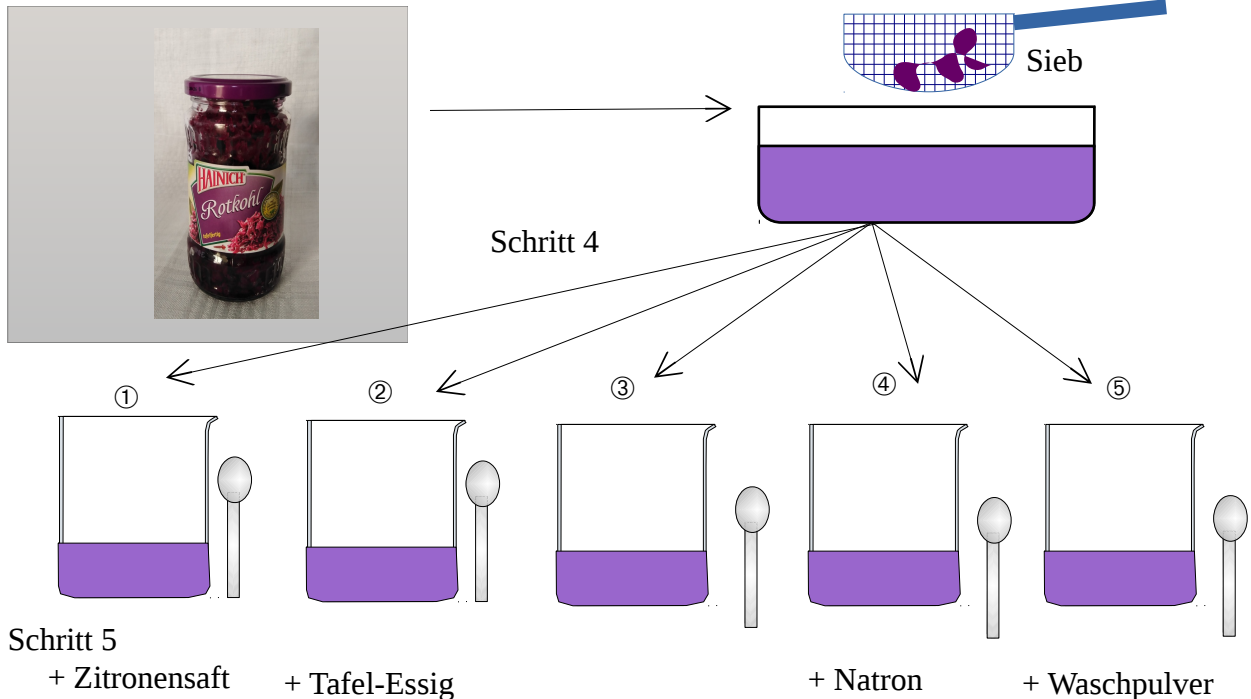 Sieb
HAINICH
Rotkohl
Schritt 4
①
②
③
④
⑤
Schritt 5
+ Zitronensaft
+ Tafel-Essig
+ Natron
+ Waschpulver